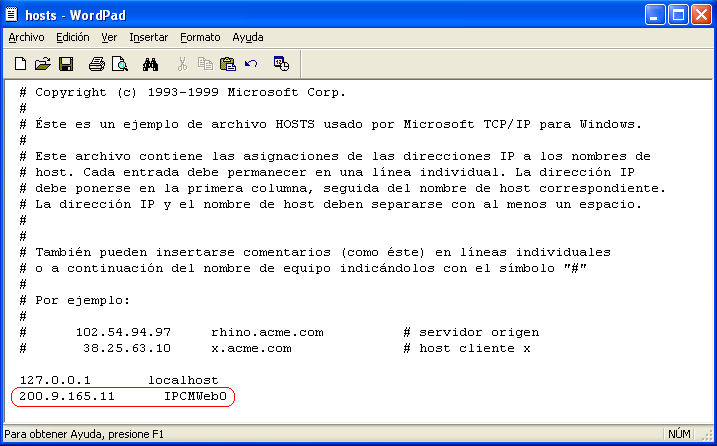 hosts - WordPad
Archivo Edición Ver Insertar Formato Ayuda
# Copyright (c) 1993-1999 Microsoft Corp.
#
# Éste es un ejemplo de archivo HOSTS usado por Microsoft TCP/IP para Windows.
#
# Este archivo contiene las asignaciones de las direcciones IP a los nombres de
# host. Cada entrada debe permanecer en una línea individual. La dirección IP
# debe ponerse en la primera columna, seguida del nombre de host correspondiente.
# La dirección IP y el nombre de host deben separarse con al menos un espacio.
#
#
# También pueden insertarse comentarios (como éste) en líneas individuales
# o a continuación del nombre de equipo indicándolos con el símbolo "#"
#
# Por ejemplo:
#
#      102.54.94.97     rhino.acme.com          # servidor origen
#       38.25.63.10     x.acme.com              # host cliente x
127.0.0.1       localhost
200.9.165.11      IPCMWeb0
Para obtener Ayuda, presione F1 NÚM